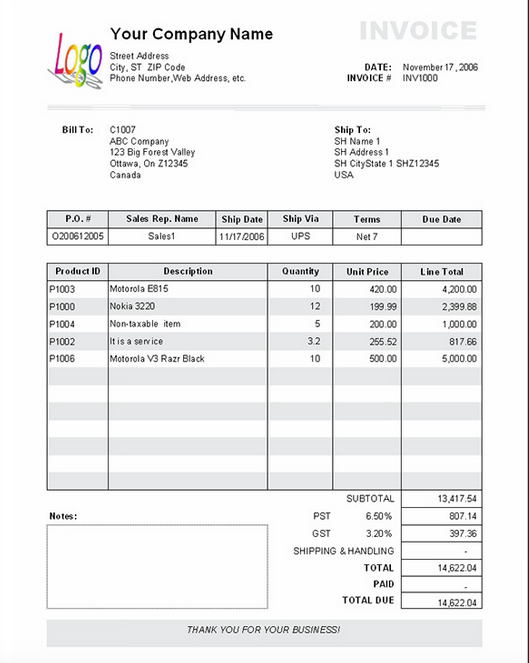 INVOICE
Logo
Your Company Name
Street Address
City, ST ZIP Code
Phone Number,Web Address, etc.
DATE: November 17, 2006
INVOICE # INV1000
Bill To: C1007
ABC Company
123 Big Forest Valley
Ottawa, On Z12345
Canada
Ship To:
SH Name 1
SH Address 1
SH CityState 1 SHZ12345
USA
P.O. # Sales Rep. Name Ship Date Ship Via Terms Due Date
O200612005 Sales1 11/17/2006 UPS Net 7
Product ID Description Quantity Unit Price Line Total
P1003 Motorola E815 10 420.00 4,200.00
P1000 Nokia 3220 12 199.99 2,399.88
P1004 Non-taxable item 5 200.00 1,000.00
P1002 It is a service 3.2 255.52 817.66
P1006 Motorola V3 Razr Black 10 500.00 5,000.00
SUBTOTAL 13,417.54
Notes:
PST 6.50% 807.14
GST 3.20% 397.36
SHIPPING & HANDLING -
TOTAL 14,622.04
PAID -
TOTAL DUE 14,622.04
THANK YOU FOR YOUR BUSINESS!